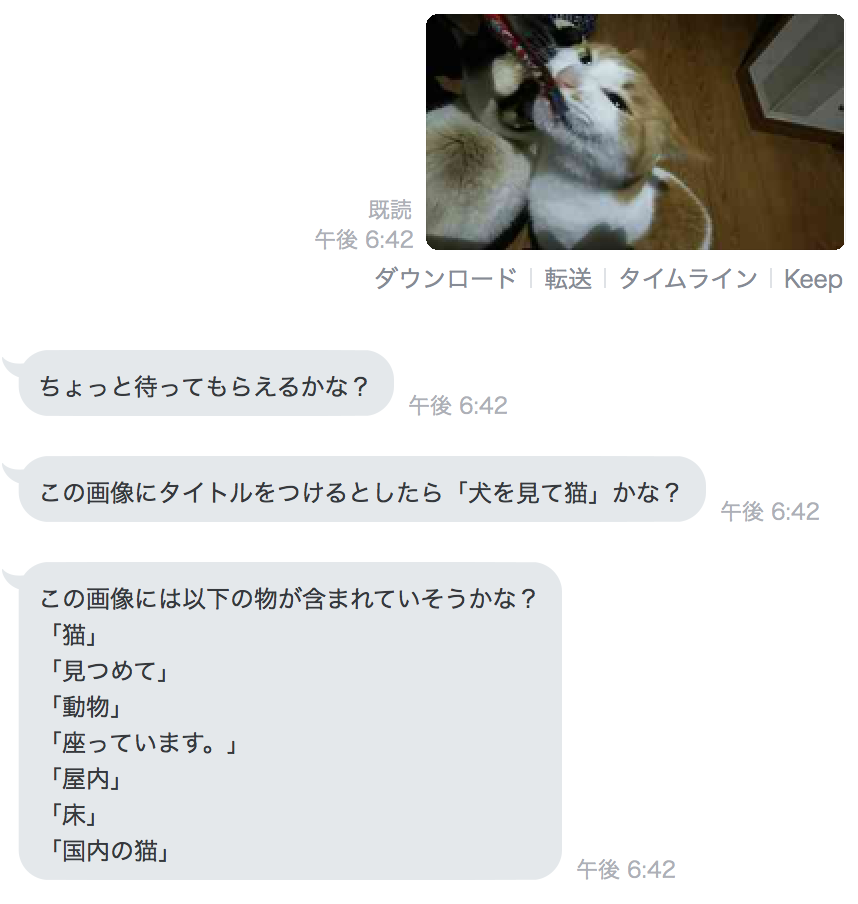 既読
午後 6:42
ダウンロード | 転送 | タイムライン | Keep
ちょっと待ってもらえるかな？
午後 6:42
この画像にタイトルをつけるとしたら「犬を見て猫」かな？
午後 6:42
この画像には以下の物が含まれていそうかな？
「猫」
「見つめて」
「動物」
「座っています。」
「屋内」
「床」
「国内の猫」
午後 6:42